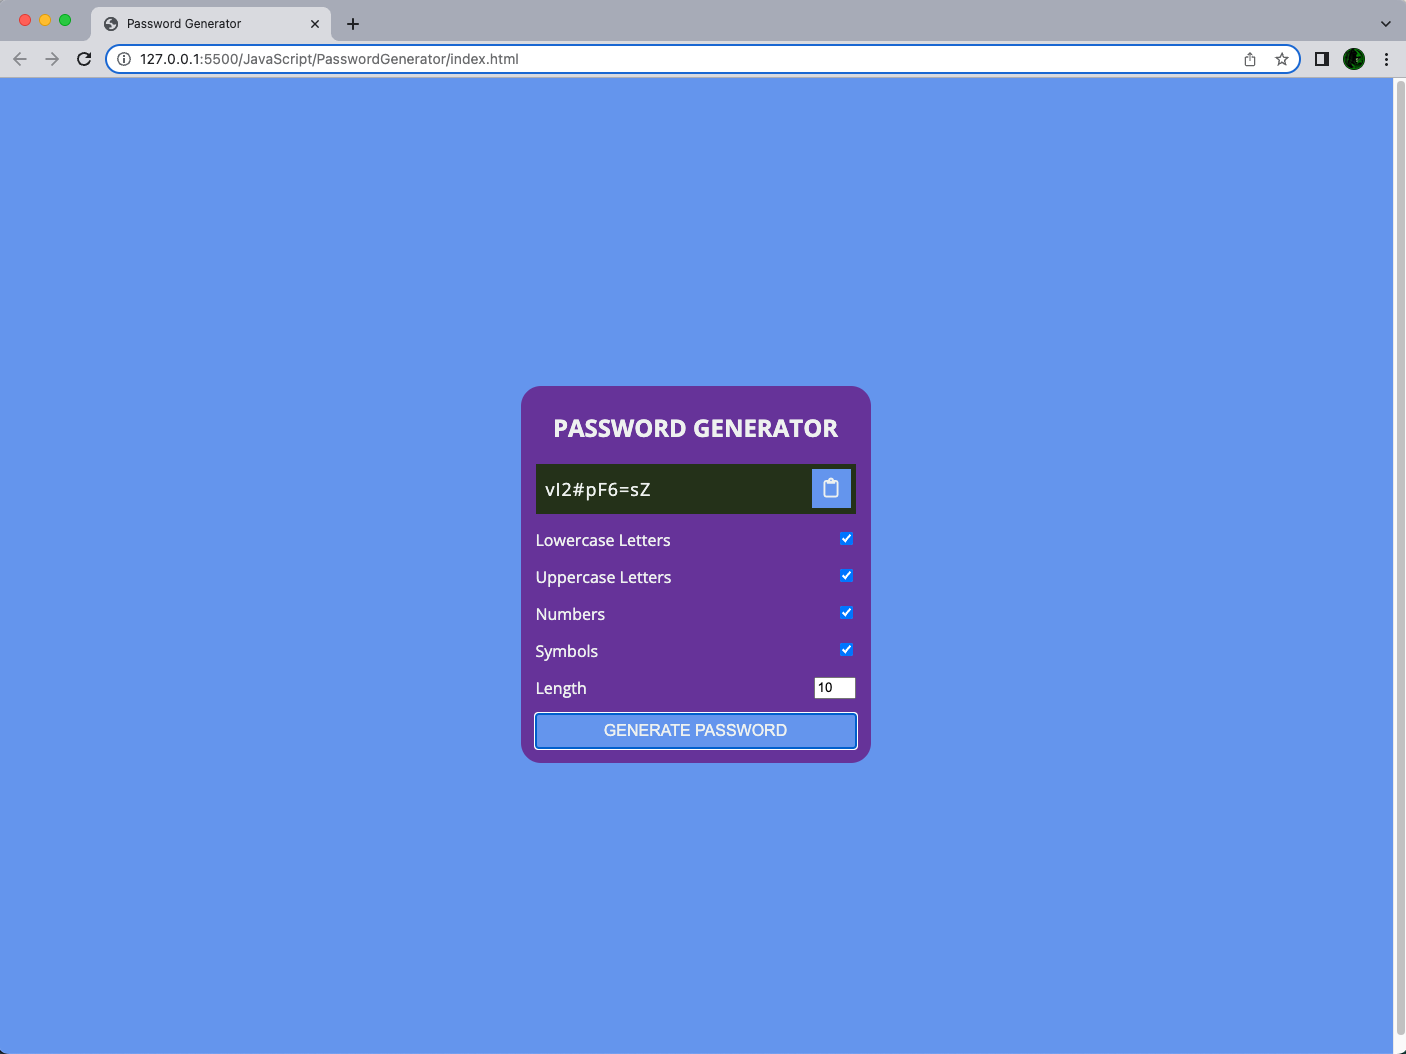 Password Generator
127.0.0.1:5500/JavaScript/PasswordGenerator/index.html
PASSWORD GENERATOR
vI2#pF6=sZ
Lowercase Letters
Uppercase Letters
Numbers
Symbols
Length
10
GENERATE PASSWORD